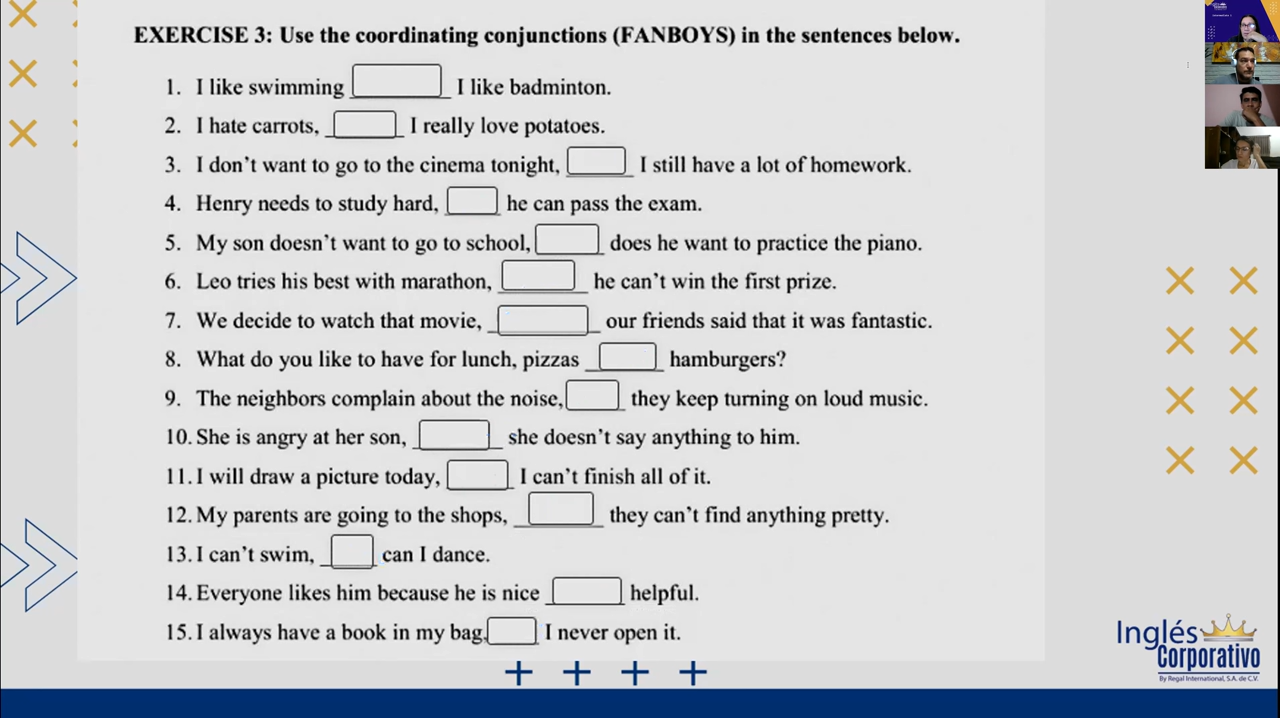 EXERCISE 3: Use the coordinating conjunctions (FANBOYS) in the sentences below.
1. I like swimming I like badminton.
2. I hate carrots, I really love potatoes.
3. I don’t want to go to the cinema tonight, I still have a lot of homework.
4. Henry needs to study hard, he can pass the exam.
5. My son doesn’t want to go to school, does he want to practice the piano.
6. Leo tries his best with marathon, he can’t win the first prize.
7. We decide to watch that movie, our friends said that it was fantastic.
8. What do you like to have for lunch, pizzas hamburgers?
9. The neighbors complain about the noise, they keep turning on loud music.
10. She is angry at her son, she doesn’t say anything to him.
11. I will draw a picture today, I can’t finish all of it.
12. My parents are going to the shops, they can’t find anything pretty.
13. I can’t swim, can I dance.
14. Everyone likes him because he is nice helpful.
15. I always have a book in my bag, I never open it.
Inglés
Corporativo
By Regal International, S.A. de C.V.